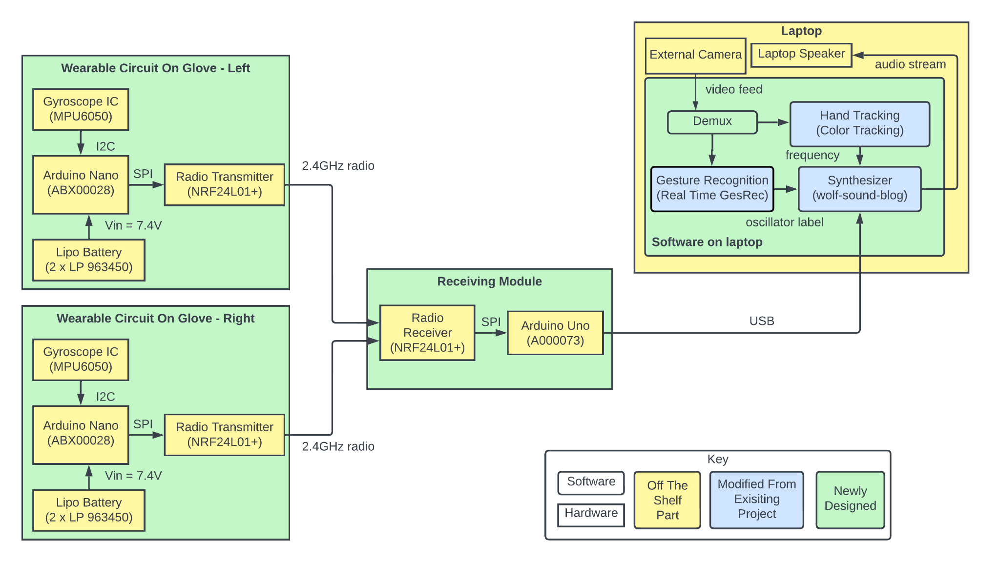 Wearable Circuit On Glove - Left
Gyroscope IC
(MPU6050)
I2C
Arduino Nano
(ABX00028)
SPI
Radio Transmitter
(NRF24L01+)
Vin = 7.4V
Lipo Battery
(2 x LP 963450)
2.4GHz radio
Wearable Circuit On Glove - Right
Gyroscope IC
(MPU6050)
I2C
Arduino Nano
(ABX00028)
SPI
Radio Transmitter
(NRF24L01+)
Vin = 7.4V
Lipo Battery
(2 x LP 963450)
2.4GHz radio
Receiving Module
Radio
Receiver
(NRF24L01+)
SPI
Arduino Uno
(A000073)
USB
Laptop
External Camera
Laptop Speaker
audio stream
video feed
Demux
Hand Tracking
(Color Tracking)
frequency
Gesture Recognition
(Real Time GesRec)
Synthesizer
(wolf-sound-blog)
oscillator label
Software on laptop
Key
Software
Hardware
Off The
Shelf
Part
Modified From
Exisiting
Project
Newly
Designed